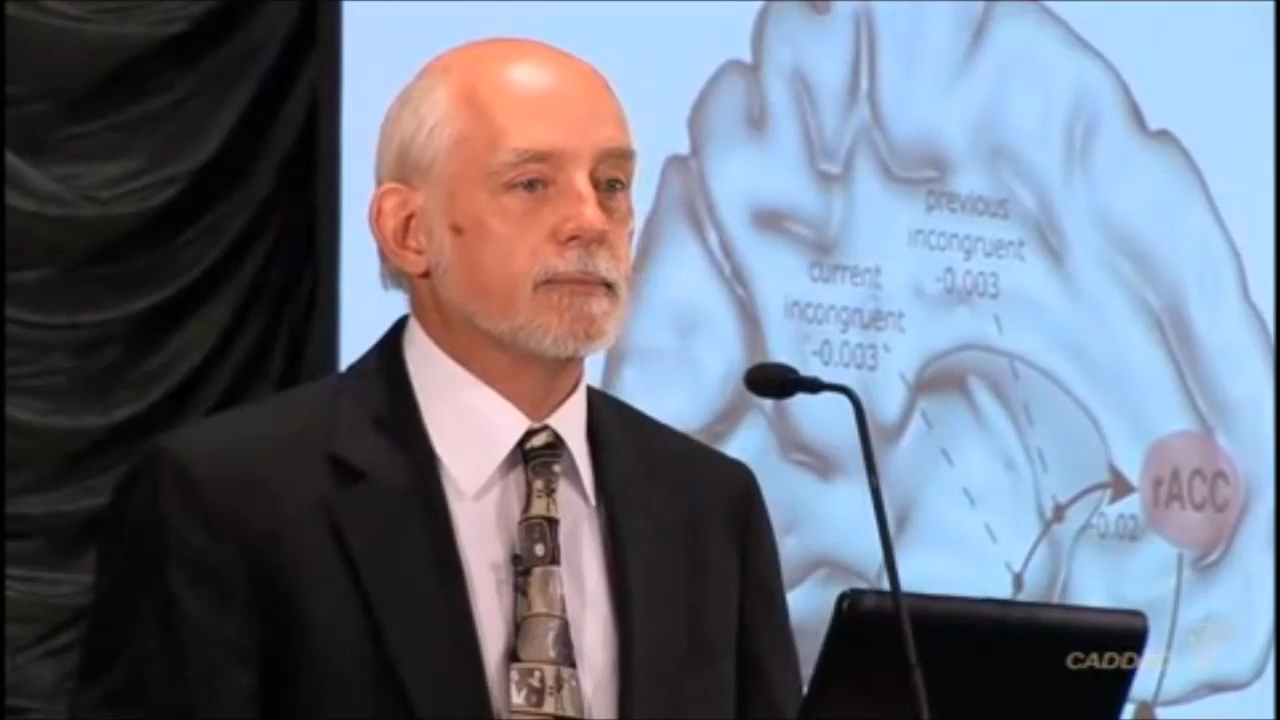 previous
incongruent
-0.003
current
incongruent
-0.003
rACC
-0.02